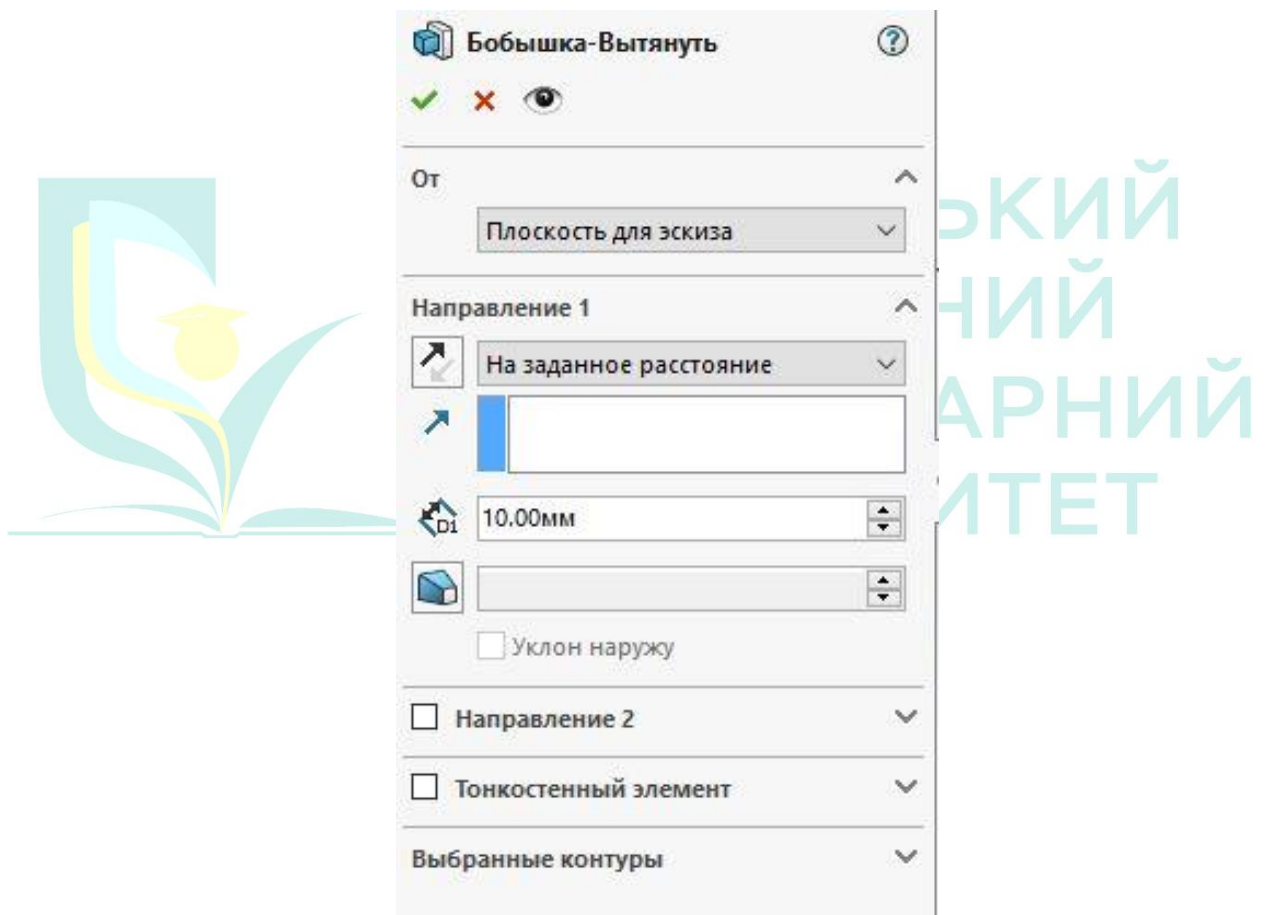 Бобышка-Вытянуть
От
Плоскость для эскиза
Направление 1
На заданное расстояние
D1
10.00мм
Уклон наружу
Направление 2
Тонкостенный элемент
Выбранные контуры